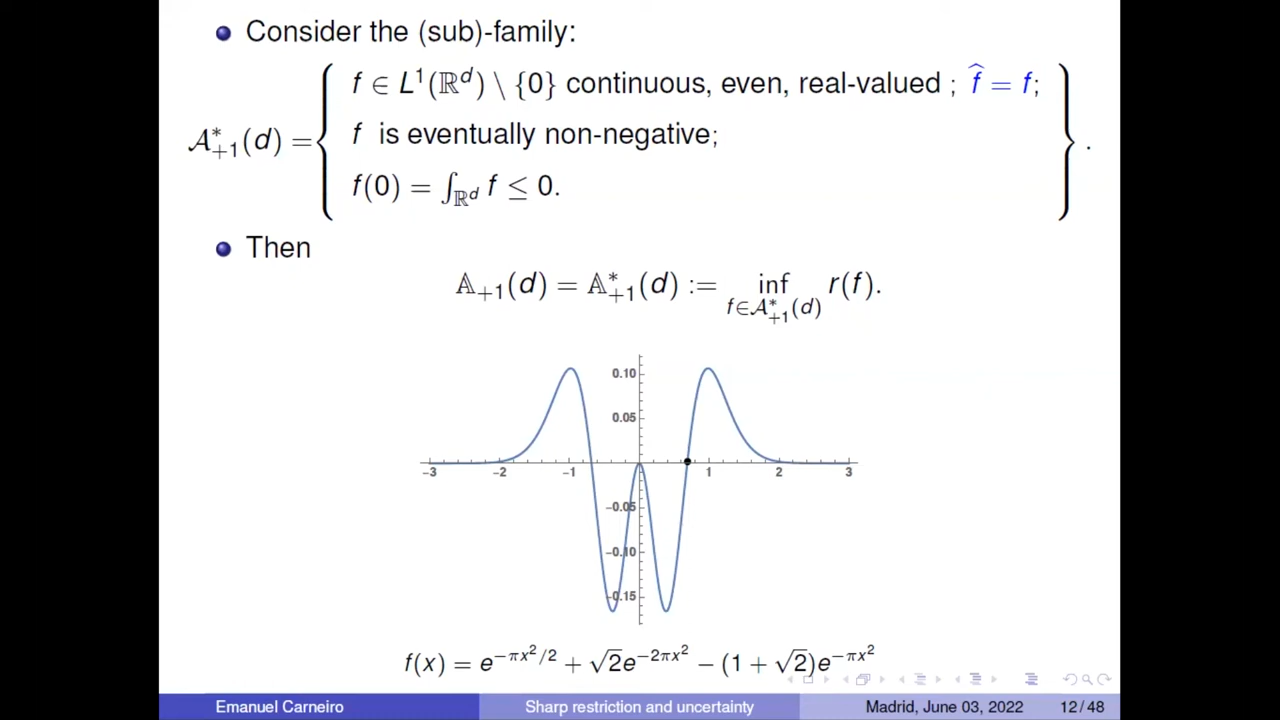 Consider the (sub)-family:
f ∈ L¹(ℝᵈ) \ {0} continuous, even, real-valued ; f̂ = f;
𝒜*₊₁(d) = { f is eventually non-negative; } .
f(0) = ∫_{ℝᵈ} f ≤ 0.
Then
𝔸₊₁(d) = 𝔸*₊₁(d) := inf_{f∈𝒜*₊₁(d)} r(f).
0.10
0.05
−3 −2 −1 1 2 3
−0.05
−0.10
−0.15
f(x) = e^{−πx²/2} + √2e^{−2πx²} − (1 + √2)e^{−πx²}
Emanuel Carneiro Sharp restriction and uncertainty Madrid, June 03, 2022 12 / 48